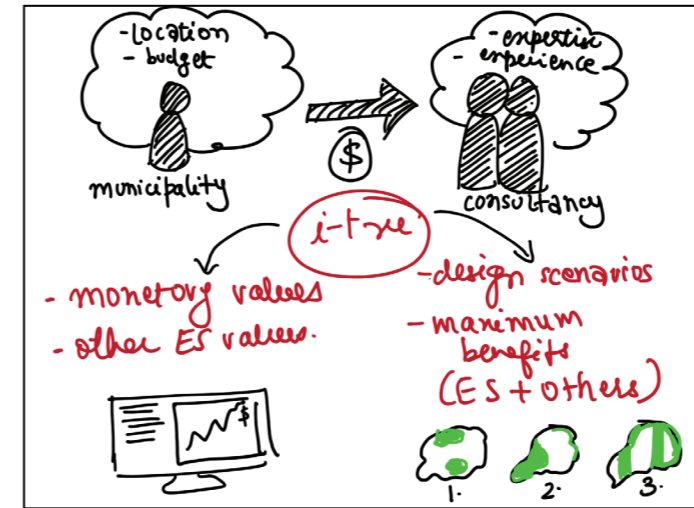 -location
- budget
municipality
$
- expertise
- experience
consultancy
i-tree
- monetory values
- other ES values.
$
-design scenarios
-maximum
benefits
(ES + others)
1.
2.
3.